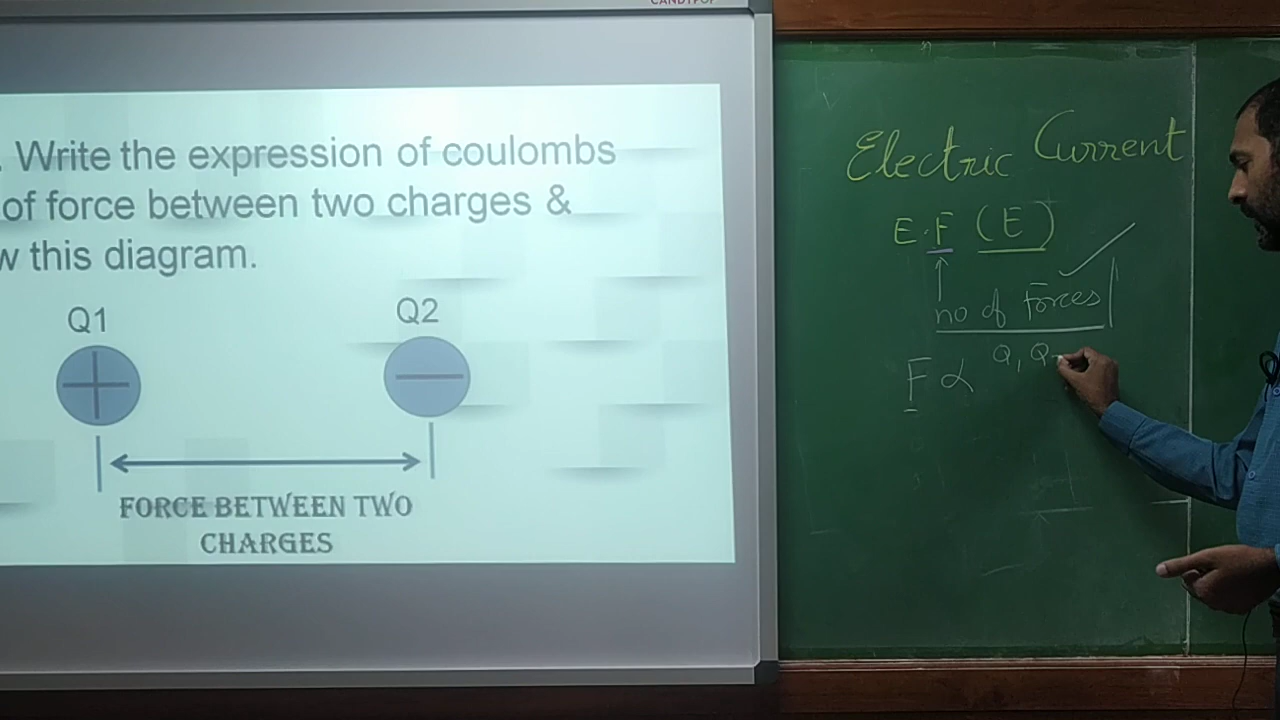 CANDYPOP
. Write the expression of coulombs
of force between two charges &
w this diagram.
Q1
Q2
FORCE BETWEEN TWO
CHARGES
Electric Current
E.F (E)
no of Forces
Q1 Q
F α